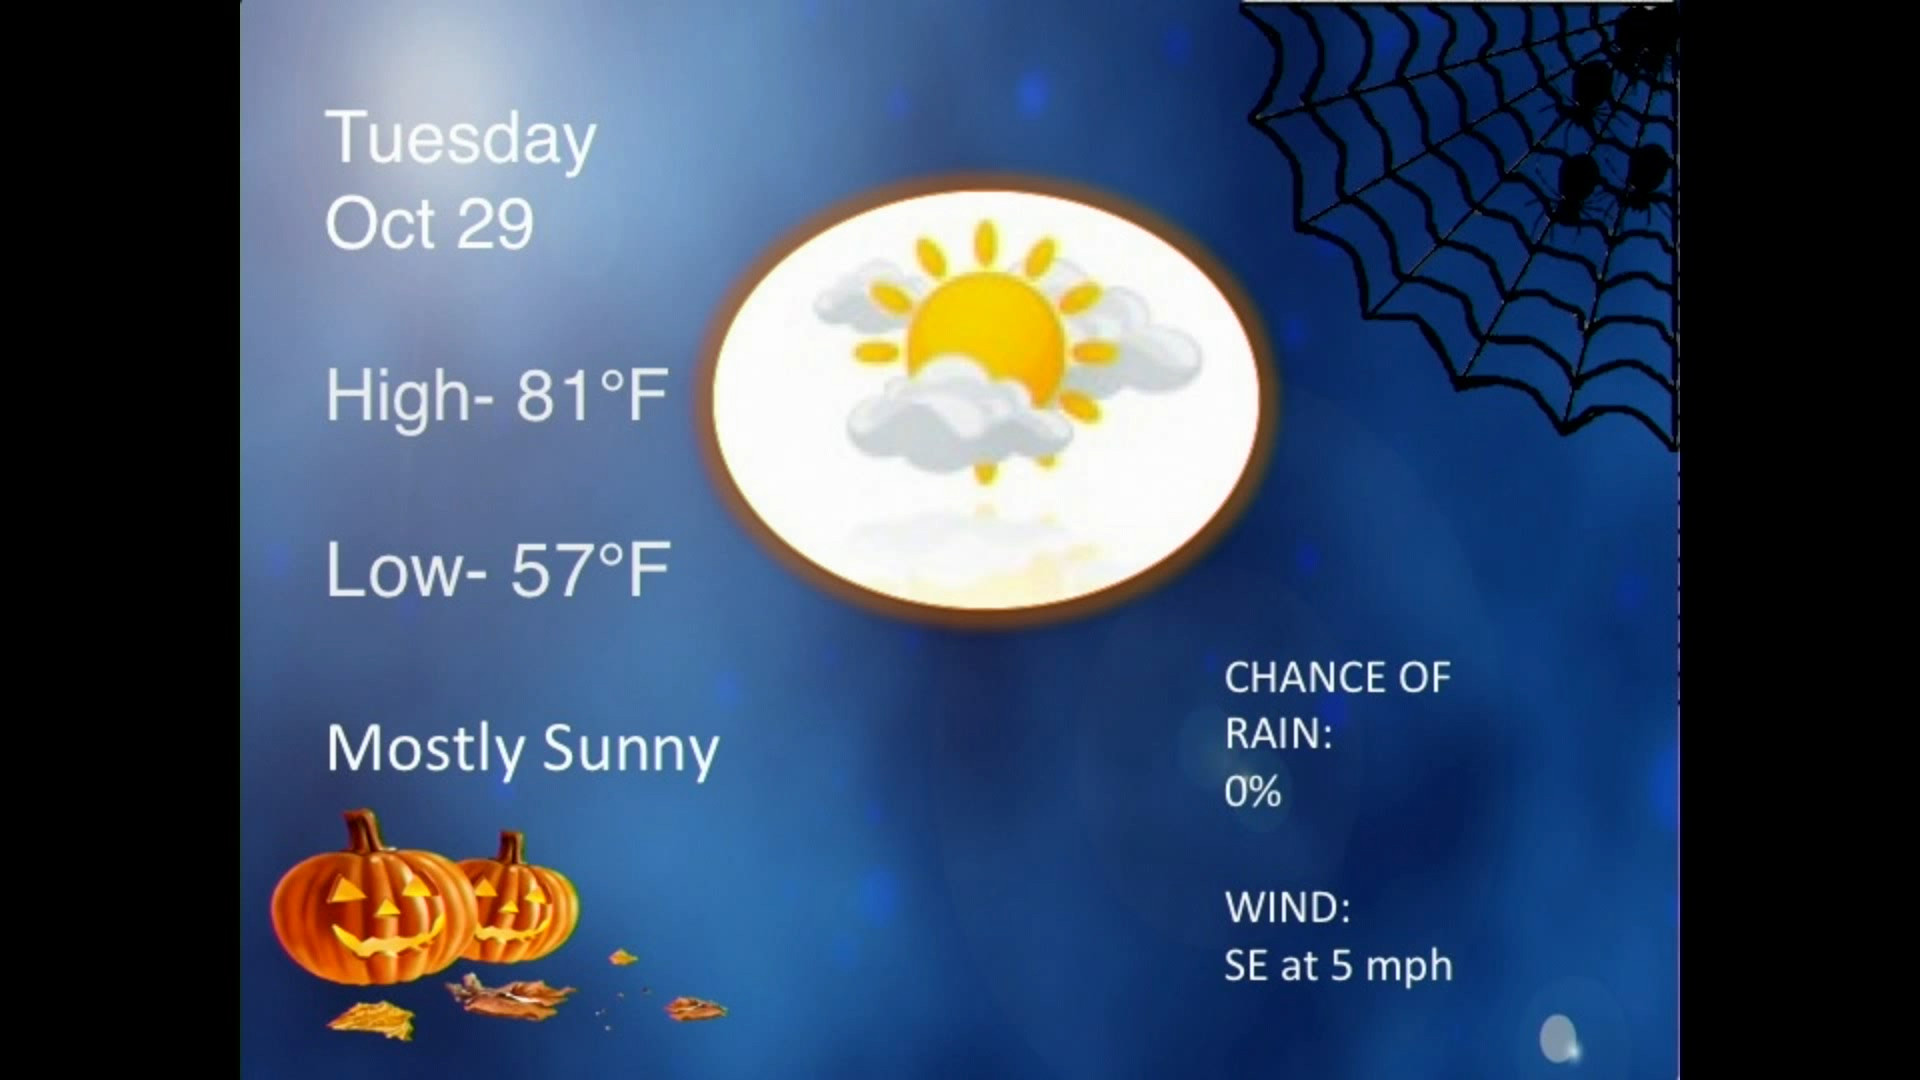 Tuesday
Oct 29
High- 81°F
Low- 57°F
Mostly Sunny
CHANCE OF
RAIN:
0%
WIND:
SE at 5 mph